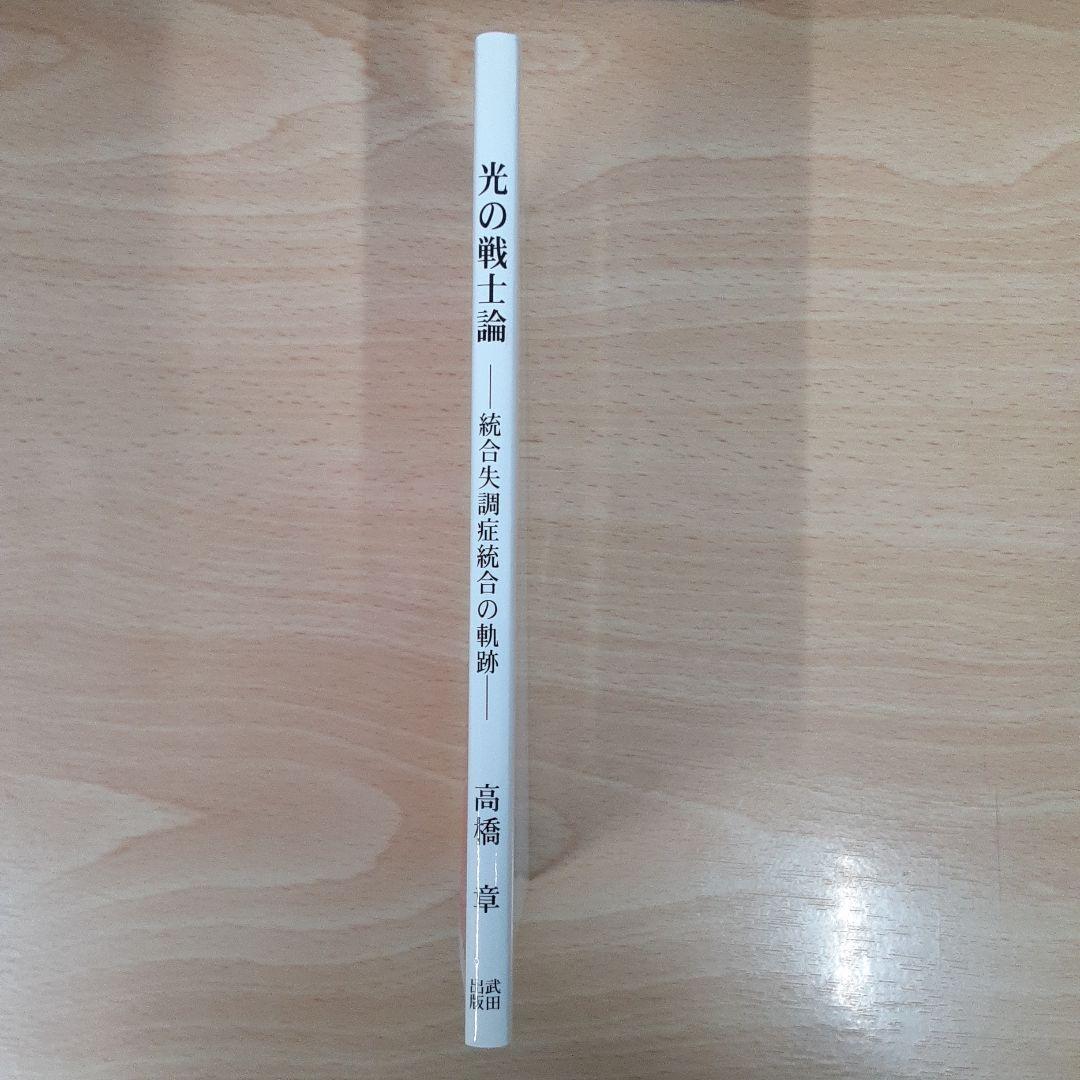 光の戦士論
―統合失調症統合の軌跡―
高橋 章
武田
出版